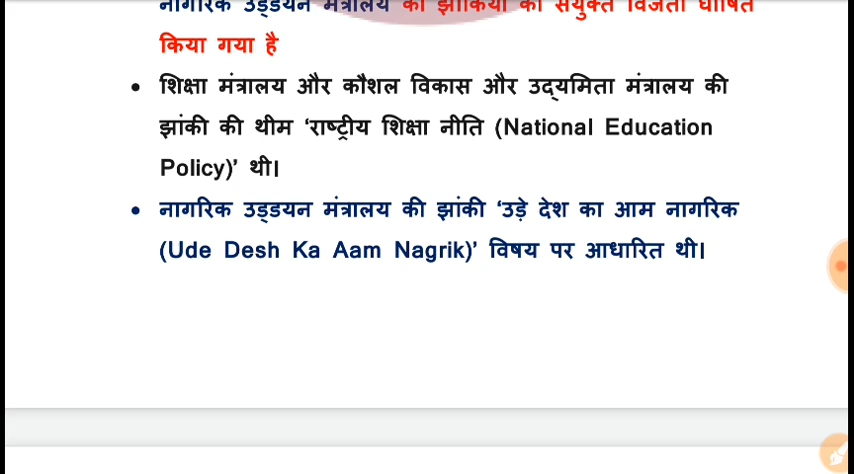 नागरिक उड्डयन मंत्रालय की झांकियों को संयुक्त विजेता घोषित
किया गया है
• शिक्षा मंत्रालय और कौशल विकास और उद्यमिता मंत्रालय की
झांकी की थीम ‘राष्ट्रीय शिक्षा नीति (National Education
Policy)’ थी।
• नागरिक उड्डयन मंत्रालय की झांकी ‘उड़े देश का आम नागरिक
(Ude Desh Ka Aam Nagrik)’ विषय पर आधारित थी।